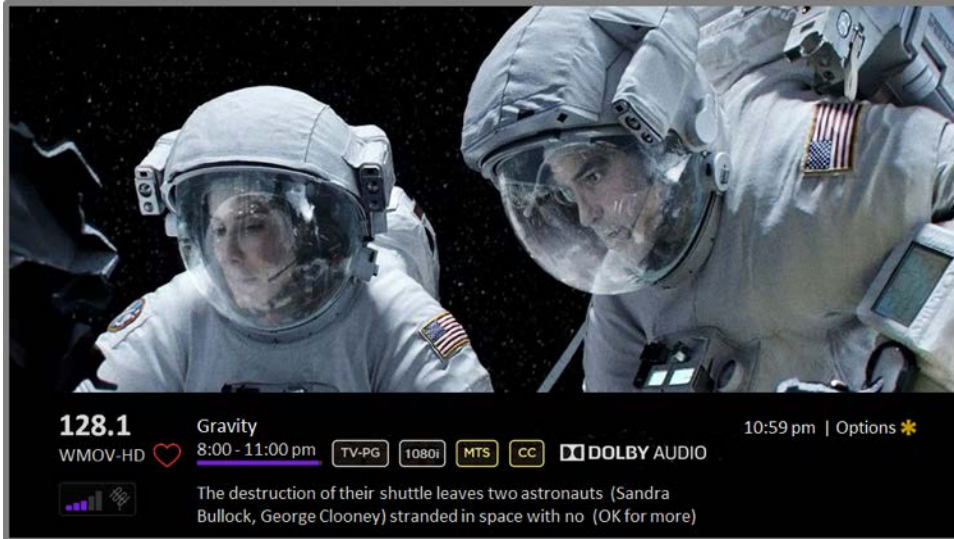 128.1
WMOV-HD
Gravity
8:00 - 11:00 pm
TV-PG
1080i
MTS
CC
DOLBY AUDIO
10:59 pm | Options
The destruction of their shuttle leaves two astronauts (Sandra
Bullock, George Clooney) stranded in space with no (OK for more)